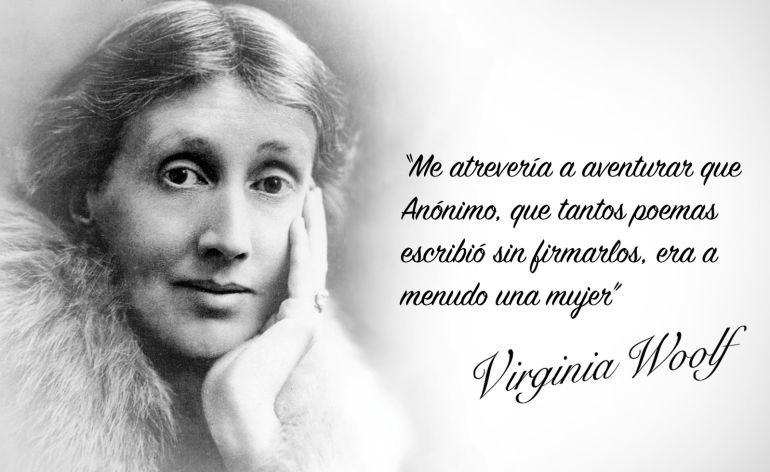 “Me atrevería a aventurar que
Anónimo, que tantos poemas
escribió sin firmarlos, era a
menudo una mujer”
Virginia Woolf